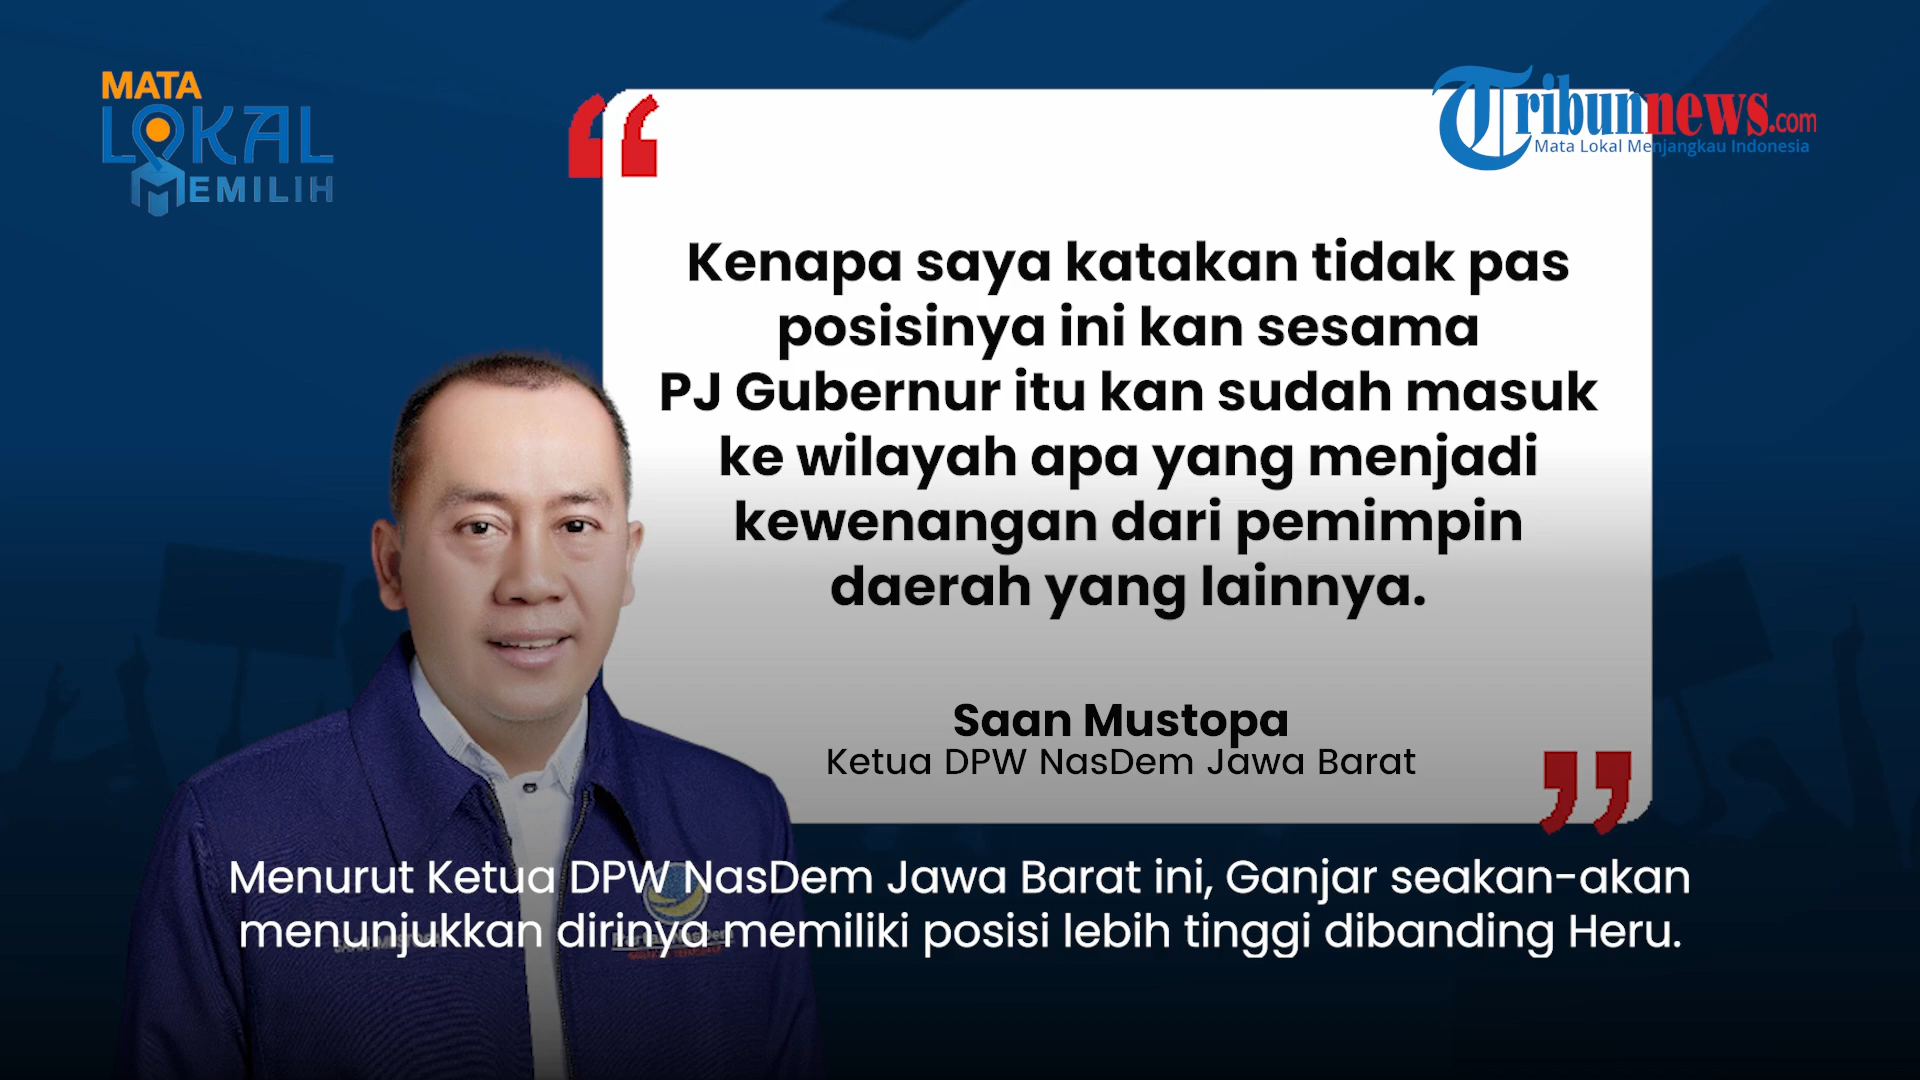 MATA
LOKAL
MEMILIH
Tribunnews.com
Mata Lokal Menjangkau Indonesia
Kenapa saya katakan tidak pas
posisinya ini kan sesama
PJ Gubernur itu kan sudah masuk
ke wilayah apa yang menjadi
kewenangan dari pemimpin
daerah yang lainnya.
Saan Mustopa
Ketua DPW NasDem Jawa Barat
Menurut Ketua DPW NasDem Jawa Barat ini, Ganjar seakan-akan
menunjukkan dirinya memiliki posisi lebih tinggi dibanding Heru.